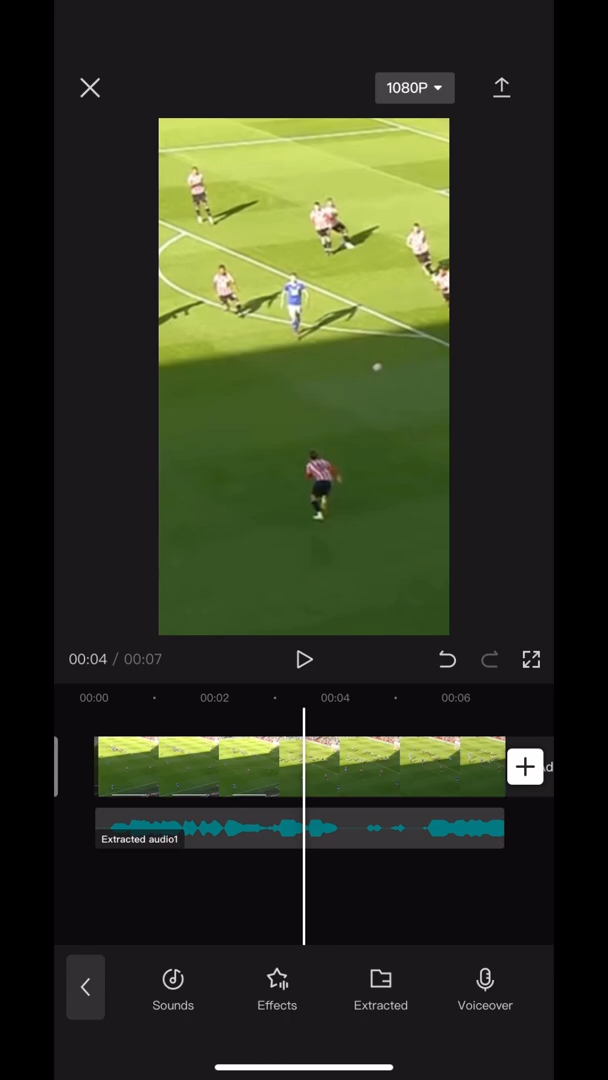 1080P
00:04 / 00:07
00:00 00:02 00:04 00:06
Extracted audio1
Sounds Effects Extracted Voiceover